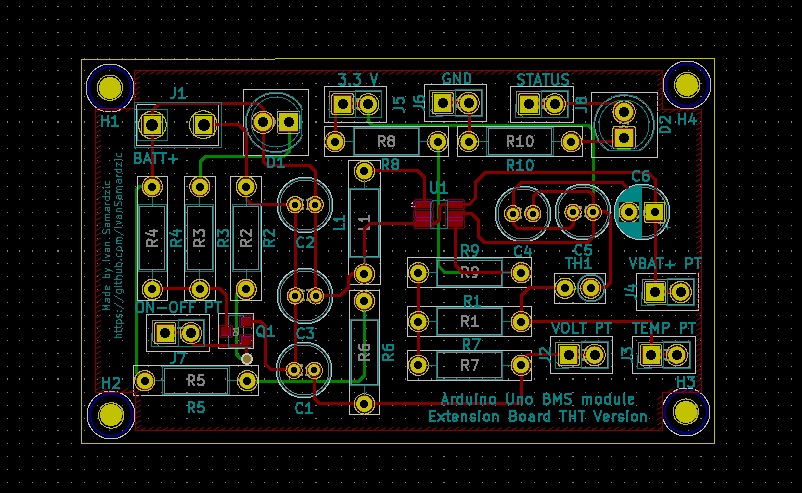 3.3 V
GND
STATUS
J1
J5
J6
J8
H1
H4
D1
D2
BATT+
R8
R10
R8
R10
U1
C6
L1
L1
C2
C4
C5
R4
R4
R3
R3
R2
R2
R9
R9
TH1
VBAT+ PT
J4
Made by Ivan Samardzic
https://github.com/IvanSamardzic
ON-OFF PT
Q1
C3
R1
R1
VOLT PT
TEMP PT
J7
R6
R6
R7
R7
J2
J3
H2
R5
R5
C1
H3
Arduino Uno BMS module
Extension Board THT Version